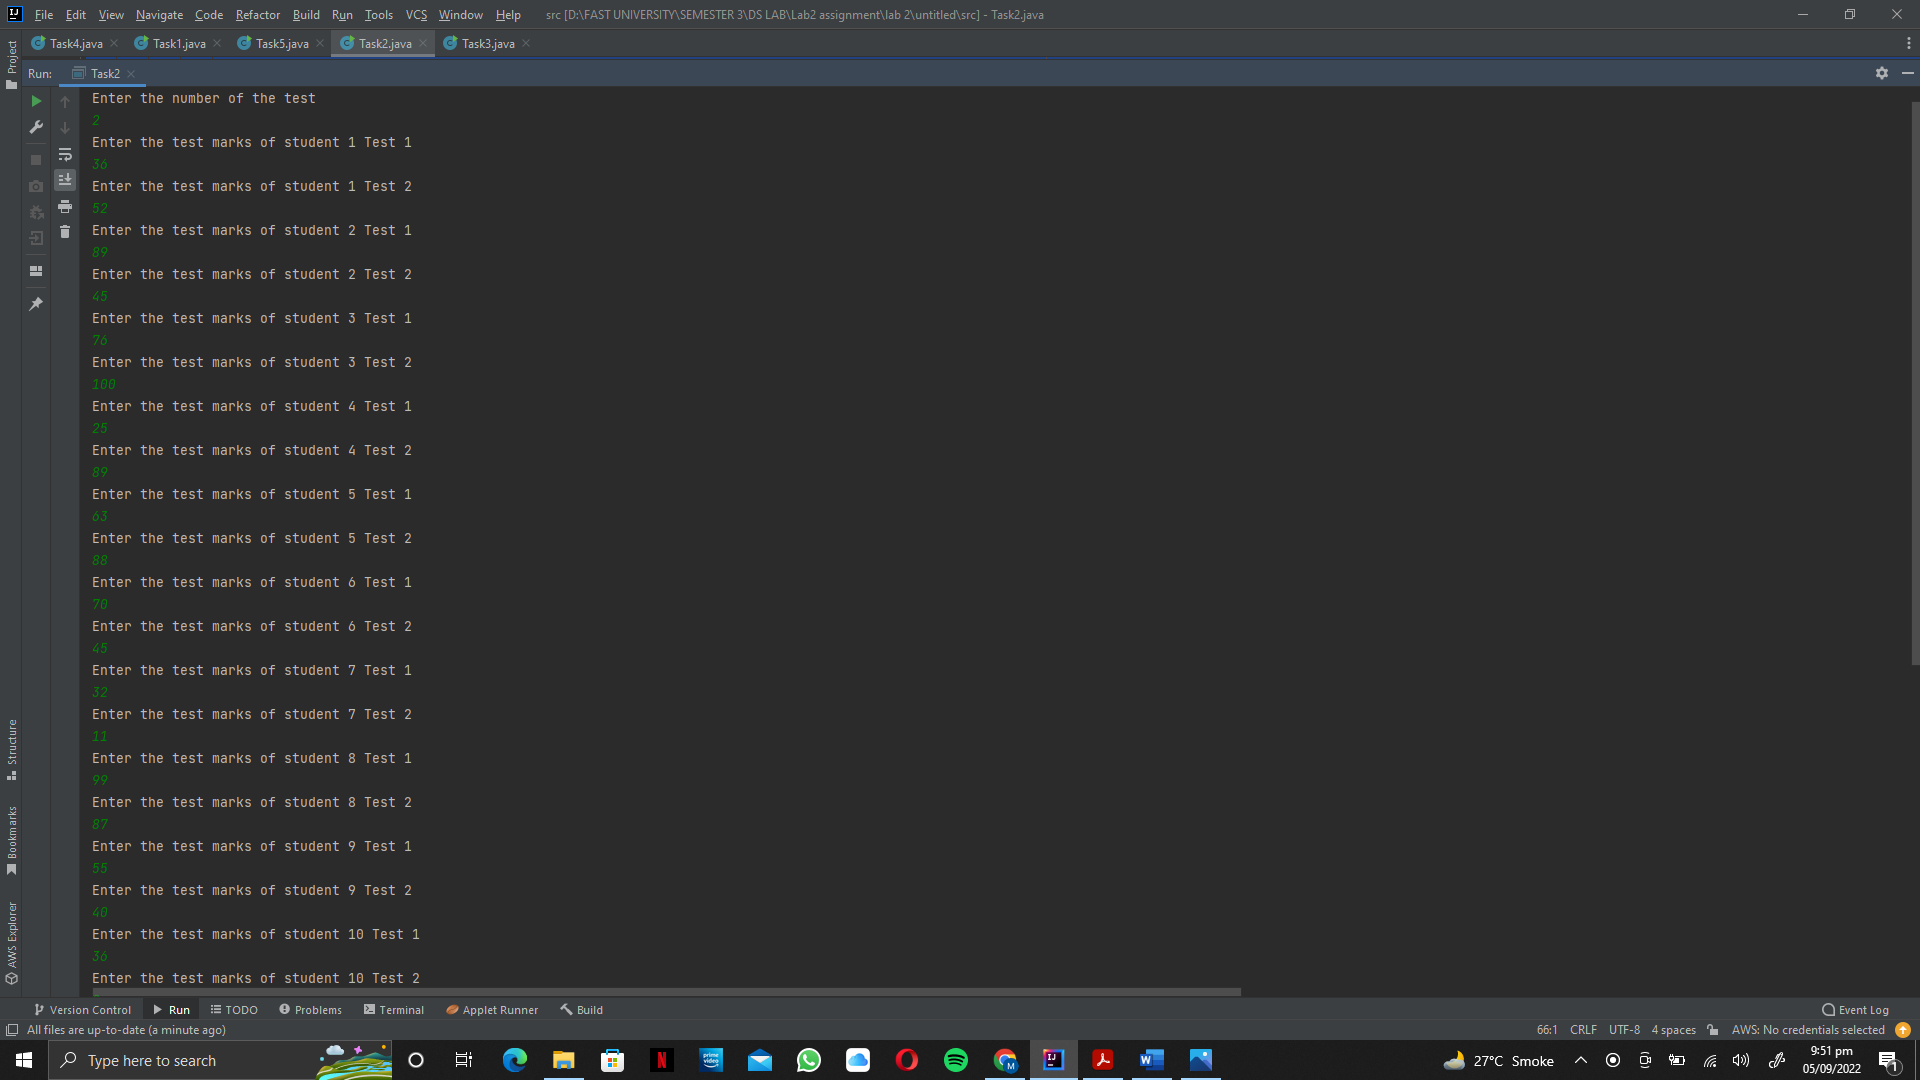 File Edit View Navigate Code Refactor Build Run Tools VCS Window Help src [D:\FAST UNIVERSITY\SEMESTER 3\DS LAB\Lab2 assignment\lab 2\untitled\src] - Task2.java
Task4.java Task1.java Task5.java Task2.java Task3.java
Project
Run: Task2
Enter the number of the test
2
Enter the test marks of student 1 Test 1
36
Enter the test marks of student 1 Test 2
52
Enter the test marks of student 2 Test 1
89
Enter the test marks of student 2 Test 2
45
Enter the test marks of student 3 Test 1
76
Enter the test marks of student 3 Test 2
100
Enter the test marks of student 4 Test 1
25
Enter the test marks of student 4 Test 2
89
Enter the test marks of student 5 Test 1
63
Enter the test marks of student 5 Test 2
88
Enter the test marks of student 6 Test 1
70
Enter the test marks of student 6 Test 2
45
Enter the test marks of student 7 Test 1
32
Enter the test marks of student 7 Test 2
11
Enter the test marks of student 8 Test 1
99
Enter the test marks of student 8 Test 2
87
Enter the test marks of student 9 Test 1
55
Enter the test marks of student 9 Test 2
40
Enter the test marks of student 10 Test 1
36
Enter the test marks of student 10 Test 2
Structure
Bookmarks
AWS Explorer
Version Control Run TODO Problems Terminal Applet Runner Build Event Log
All files are up-to-date (a minute ago) 66:1 CRLF UTF-8 4 spaces AWS: No credentials selected
Type here to search 27°C Smoke 9:51 pm
05/09/2022 1